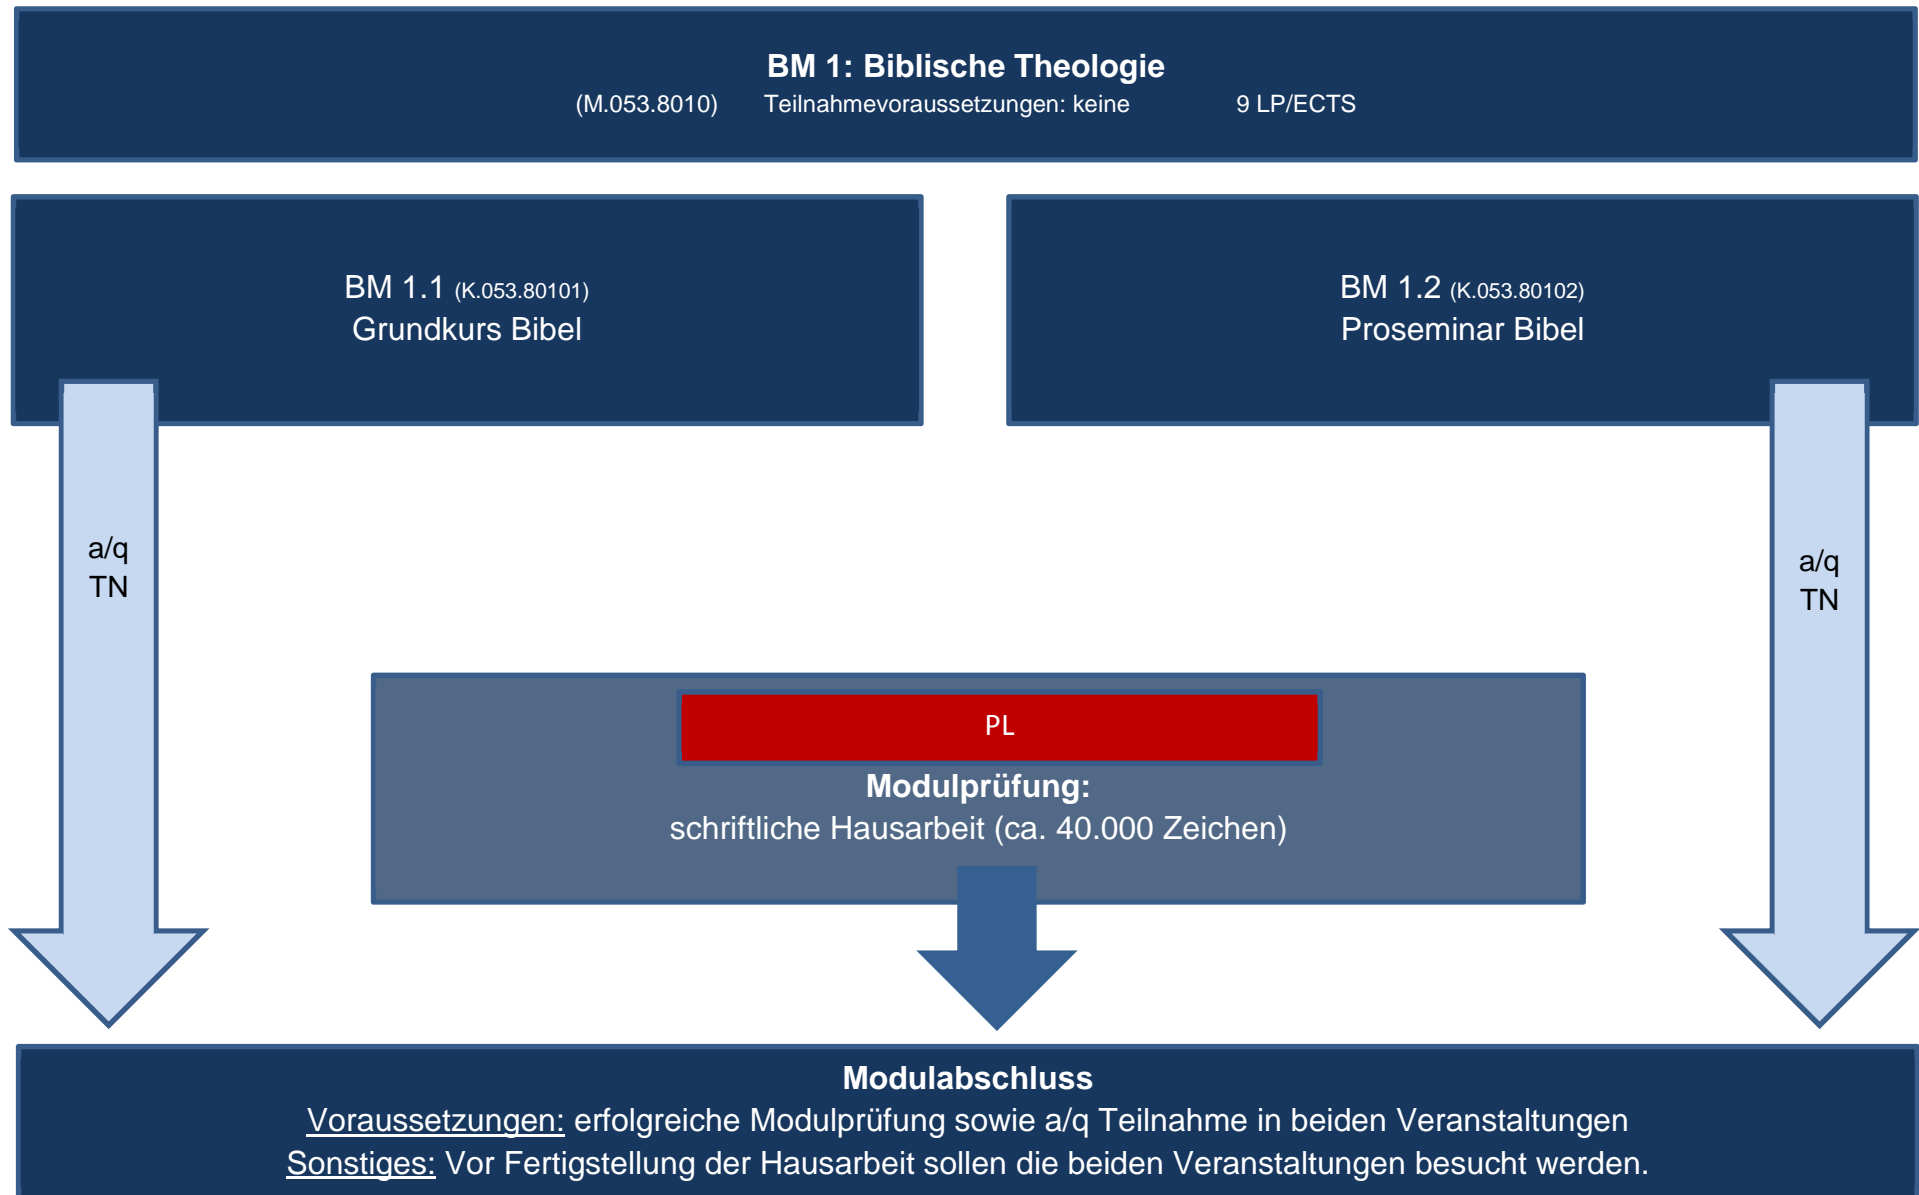 BM 1: Biblische Theologie
(M.053.8010) Teilnahmevoraussetzungen: keine 9 LP/ECTS
BM 1.1 (K.053.80101)
Grundkurs Bibel
BM 1.2 (K.053.80102)
Proseminar Bibel
a/q
TN
a/q
TN
PL
Modulprüfung:
schriftliche Hausarbeit (ca. 40.000 Zeichen)
Modulabschluss
Voraussetzungen: erfolgreiche Modulprüfung sowie a/q Teilnahme in beiden Veranstaltungen
Sonstiges: Vor Fertigstellung der Hausarbeit sollen die beiden Veranstaltungen besucht werden.